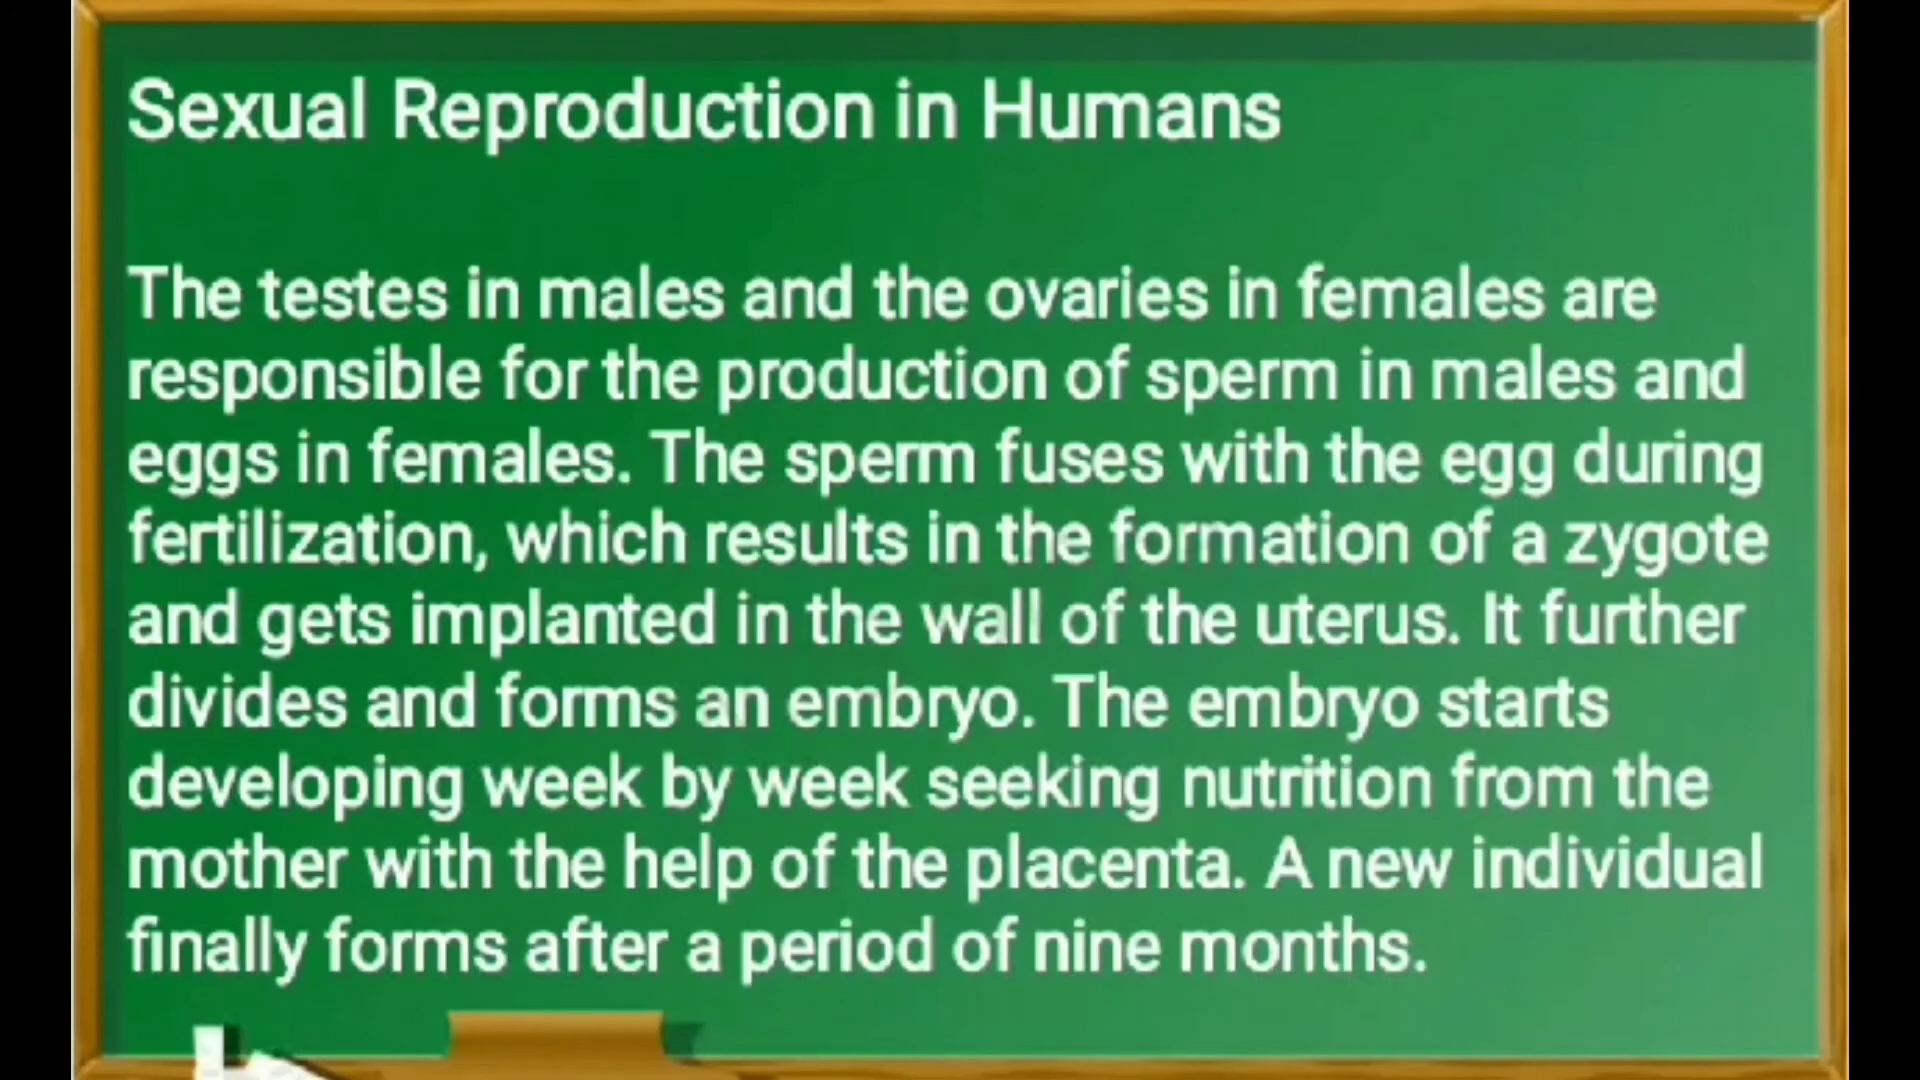 Sexual Reproduction in Humans
The testes in males and the ovaries in females are
responsible for the production of sperm in males and
eggs in females. The sperm fuses with the egg during
fertilization, which results in the formation of a zygote
and gets implanted in the wall of the uterus. It further
divides and forms an embryo. The embryo starts
developing week by week seeking nutrition from the
mother with the help of the placenta. A new individual
finally forms after a period of nine months.